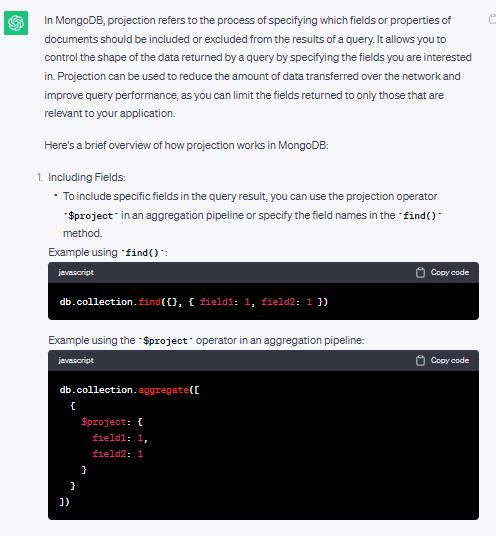 In MongoDB, projection refers to the process of specifying which fields or properties of
documents should be included or excluded from the results of a query. It allows you to
control the shape of the data returned by a query by specifying the fields you are interested
in. Projection can be used to reduce the amount of data transferred over the network and
improve query performance, as you can limit the fields returned to only those that are
relevant to your application.
Here's a brief overview of how projection works in MongoDB:
1. Including Fields:
• To include specific fields in the query result, you can use the projection operator
`$project` in an aggregation pipeline or specify the field names in the `find()`
method.
Example using `find()`:
javascript Copy code
db.collection.find({}, { field1: 1, field2: 1 })
Example using the `$project` operator in an aggregation pipeline:
javascript Copy code
db.collection.aggregate([
{
$project: {
field1: 1,
field2: 1
}
}
])